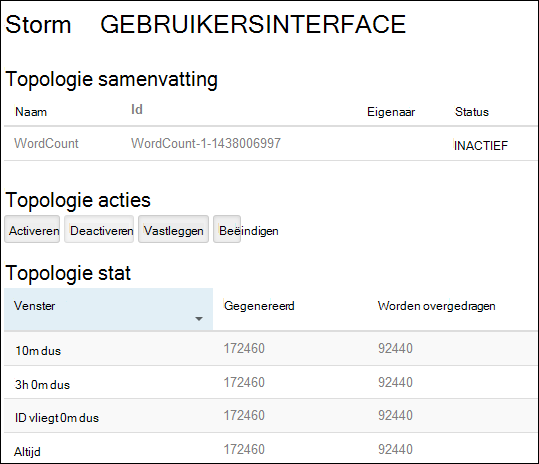 Storm GEBRUIKERSINTERFACE
Topologie samenvatting
Naam Id Eigenaar Status
WordCount WordCount-1-1438006997 INACTIEF
Topologie acties
Activeren Deactiveren Vastleggen Beëindigen
Topologie stat
Venster Gegenereerd Worden overgedragen
10m dus 172460 92440
3h 0m dus 172460 92440
ID vliegt 0m dus 172460 92440
Altijd 172460 92440